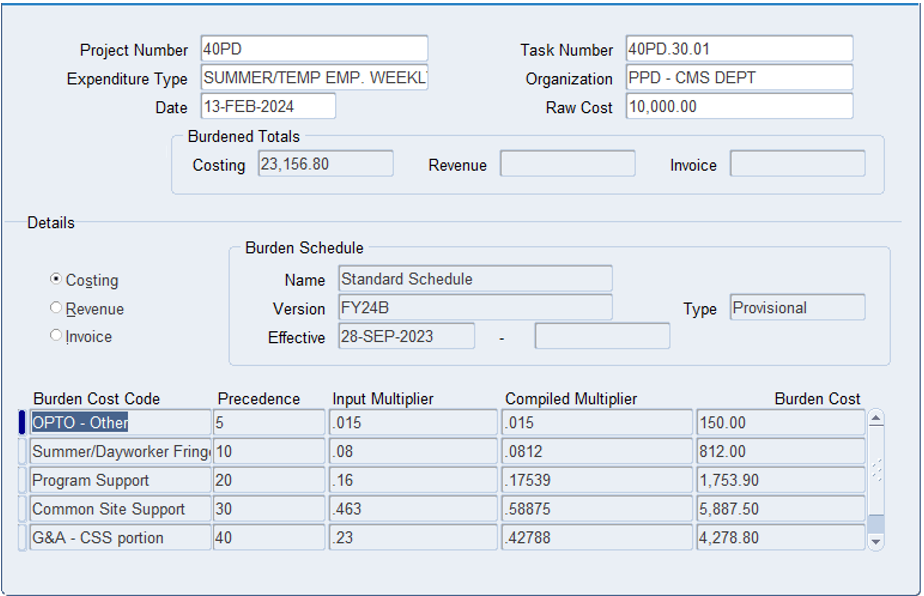 Project Number 40PD Task Number 40PD.30.01
Expenditure Type SUMMER/TEMP EMP. WEEKL Organization PPD - CMS DEPT
Date 13-FEB-2024 Raw Cost 10,000.00
Burdened Totals
Costing 23,156.80 Revenue Invoice
Details
Burden Schedule
Costing Name Standard Schedule
Revenue Version FY24B Type Provisional
Invoice Effective 28-SEP-2023 -
Burden Cost Code Precedence Input Multiplier Compiled Multiplier Burden Cost
OPTO - Other 5 .015 .015 150.00
Summer/Dayworker Fringe 10 .08 .0812 812.00
Program Support 20 .16 .17539 1,753.90
Common Site Support 30 .463 .58875 5,887.50
G&A - CSS portion 40 .23 .42788 4,278.80